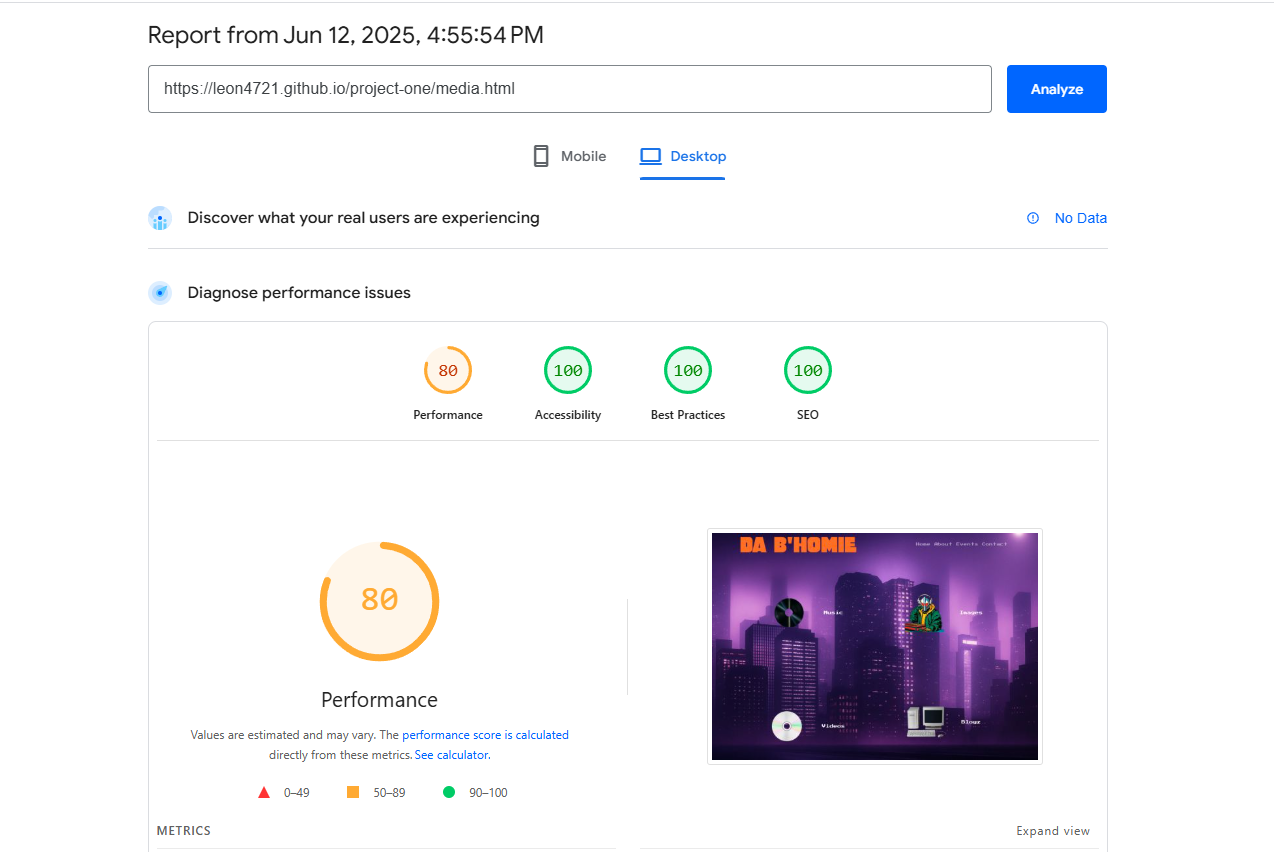 Report from Jun 12, 2025, 4:55:54 PM
https://leon4721.github.io/project-one/media.html
Analyze
Mobile
Desktop
Discover what your real users are experiencing
No Data
Diagnose performance issues
80
100
100
100
Performance
Accessibility
Best Practices
SEO
80
Performance
Values are estimated and may vary. The performance score is calculated
directly from these metrics. See calculator.
0–49
50–89
90–100
DA B'HOMIE
Home About Events Contact
Music
Images
Videos
Blogz
METRICS
Expand view